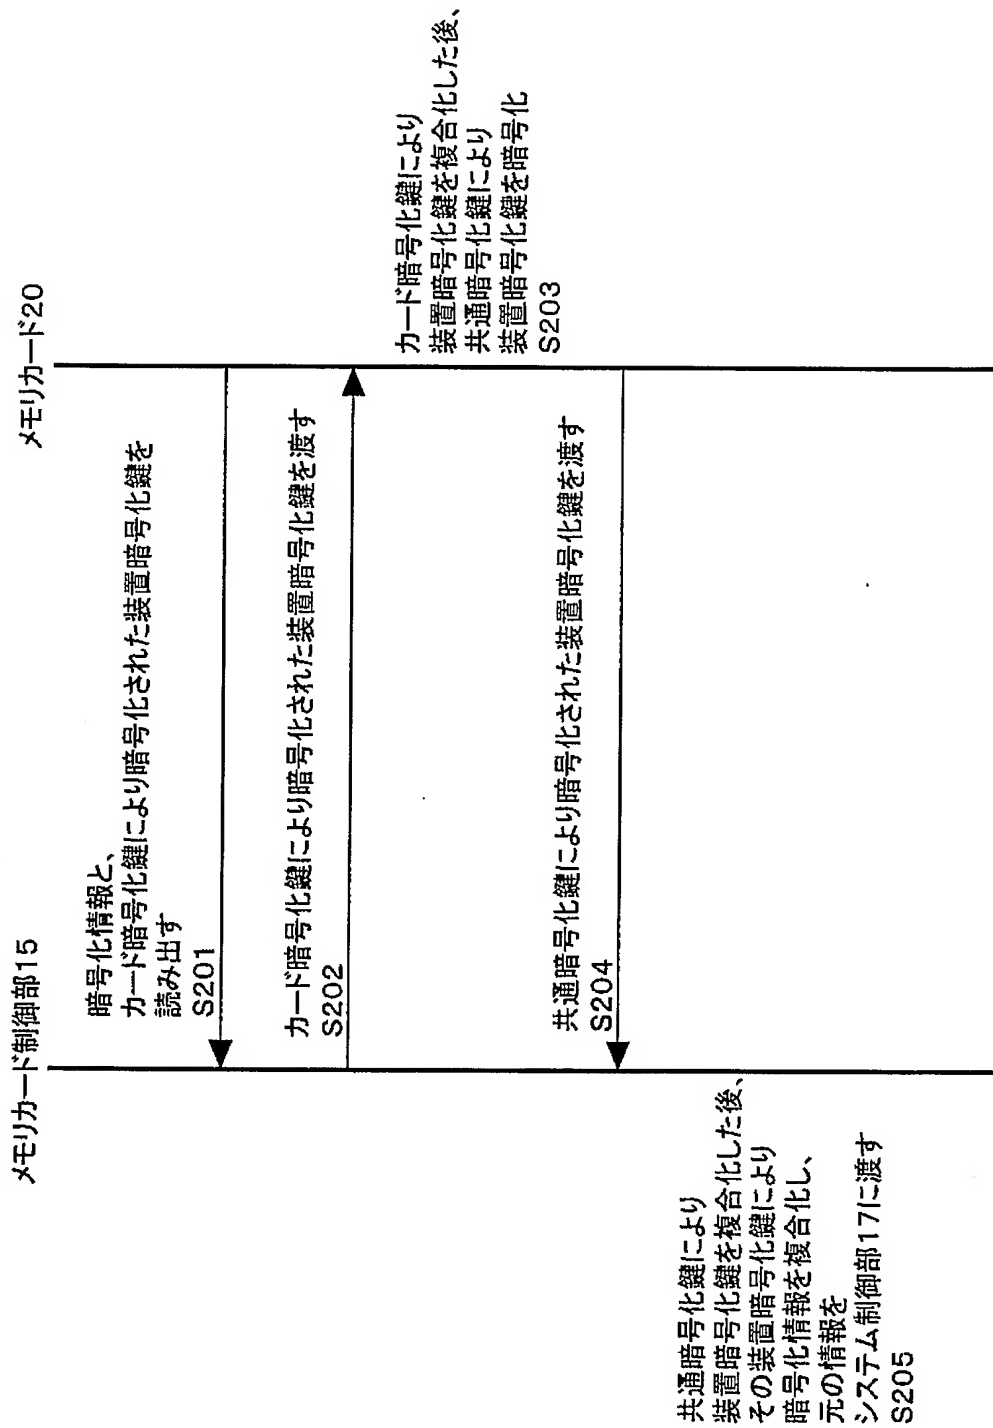 メモリカード制御部15
メモリカード20
暗号化情報と、
カード暗号化鍵により暗号化された装置暗号化鍵を
読み出す
S201
カード暗号化鍵により暗号化された装置暗号化鍵を渡す
S202
カード暗号化鍵により
装置暗号化鍵を複合化した後、
共通暗号化鍵により
装置暗号化鍵を暗号化
S203
共通暗号化鍵により暗号化された装置暗号化鍵を渡す
S204
共通暗号化鍵により
装置暗号化鍵を複合化した後、
その装置暗号化鍵により
暗号化情報を複合化し、
元の情報を
システム制御部17に渡す
S205